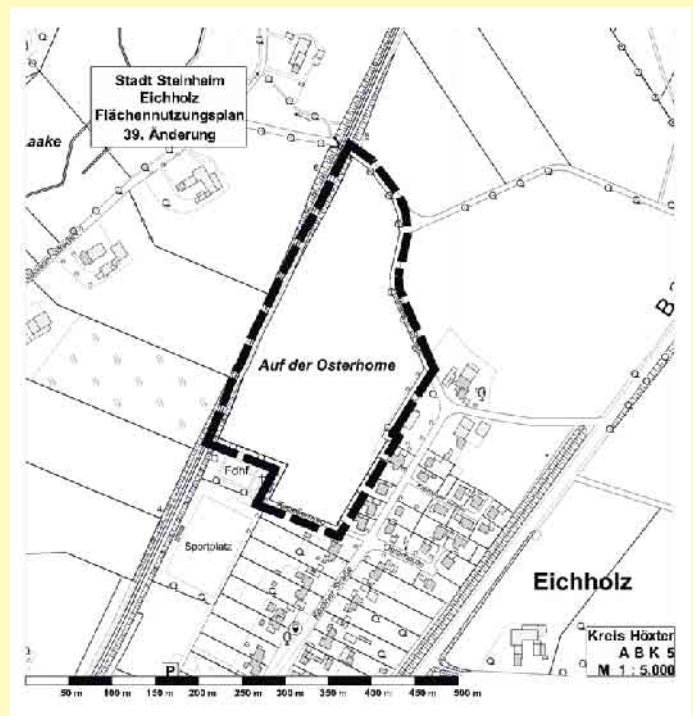 Stadt Steinheim
Eichholz
Flächennutzungsplan
39. Änderung
aake
B
Auf der Osterhome
Fdhf
Sportplatz
Eichholz
Kreis Höxter
A B K 5
M 1 : 5.000
P
50 m 100 m 150 m 200 m 250 m 300 m 350 m 400 m 450 m 500 m